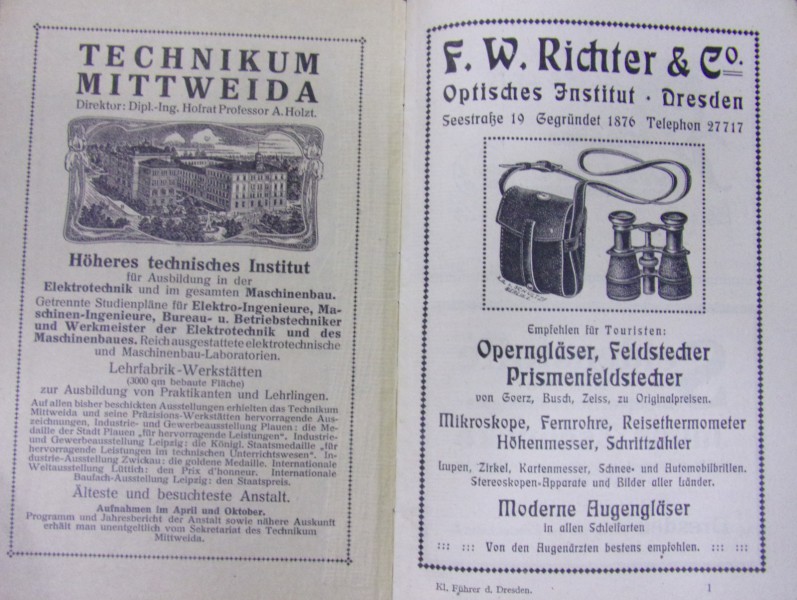 TECHNIKUM
MITTWEIDA
Direktor: Dipl.-Ing. Hofrat Professor A. Holzt.
Höheres technisches Institut
für Ausbildung in der
Elektrotechnik und im gesamten Maschinenbau.
Getrennte Studienpläne für Elektro-Ingenieure, Ma-
schinen-Ingenieure, Bureau- u. Betriebstechniker
und Werkmeister der Elektrotechnik und des
Maschinenbaues. Reich ausgestattete elektrotechnische
und Maschinenbau-Laboratorien.
Lehrfabrik-Werkstätten
(3000 qm bebaute Fläche)
zur Ausbildung von Praktikanten und Lehrlingen.
Auf allen bisher beschickten Ausstellungen erhielten das Technikum
Mittweida und seine Präzisions-Werkstätten hervorragende Aus-
zeichnungen, Industrie- und Gewerbeausstellung Plauen: die Me-
daille der Stadt Plauen „für hervorragende Leistungen“. Industrie-
und Gewerbeausstellung Leipzig: die Königl. Staatsmedaille „für
hervorragende Leistungen im technischen Unterrichtswesen“. In-
dustrie-Ausstellung Zwickau: die goldene Medaille. Internationale
Weltausstellung Lüttich: den Prix d'honneur. Internationale
Baufach-Ausstellung Leipzig: den Staatspreis.
Älteste und besuchteste Anstalt.
Aufnahmen im April und Oktober.
Programm und Jahresbericht der Anstalt sowie nähere Auskunft
erhält man unentgeltlich vom Sekretariat des Technikum
Mittweida.
F. W. Richter & Co.
Optisches Institut · Dresden
Seestraße 19 Gegründet 1876 Telephon 27717
Empfehlen für Touristen:
Operngläser, Feldstecher
Prismenfeldstecher
von Goerz, Busch, Zeiss, zu Originalpreisen.
Mikroskope, Fernrohre, Reisethermometer
Höhenmesser, Schrittzähler
Lupen, Zirkel, Kartenmesser, Schnee- und Automobilbrillen.
Stereoskopen-Apparate und Bilder aller Länder.
Moderne Augengläser
in allen Schleifarten
::: ::: Von den Augenärzten bestens empfohlen. ::: :::
Kl. Führer d. Dresden. 1